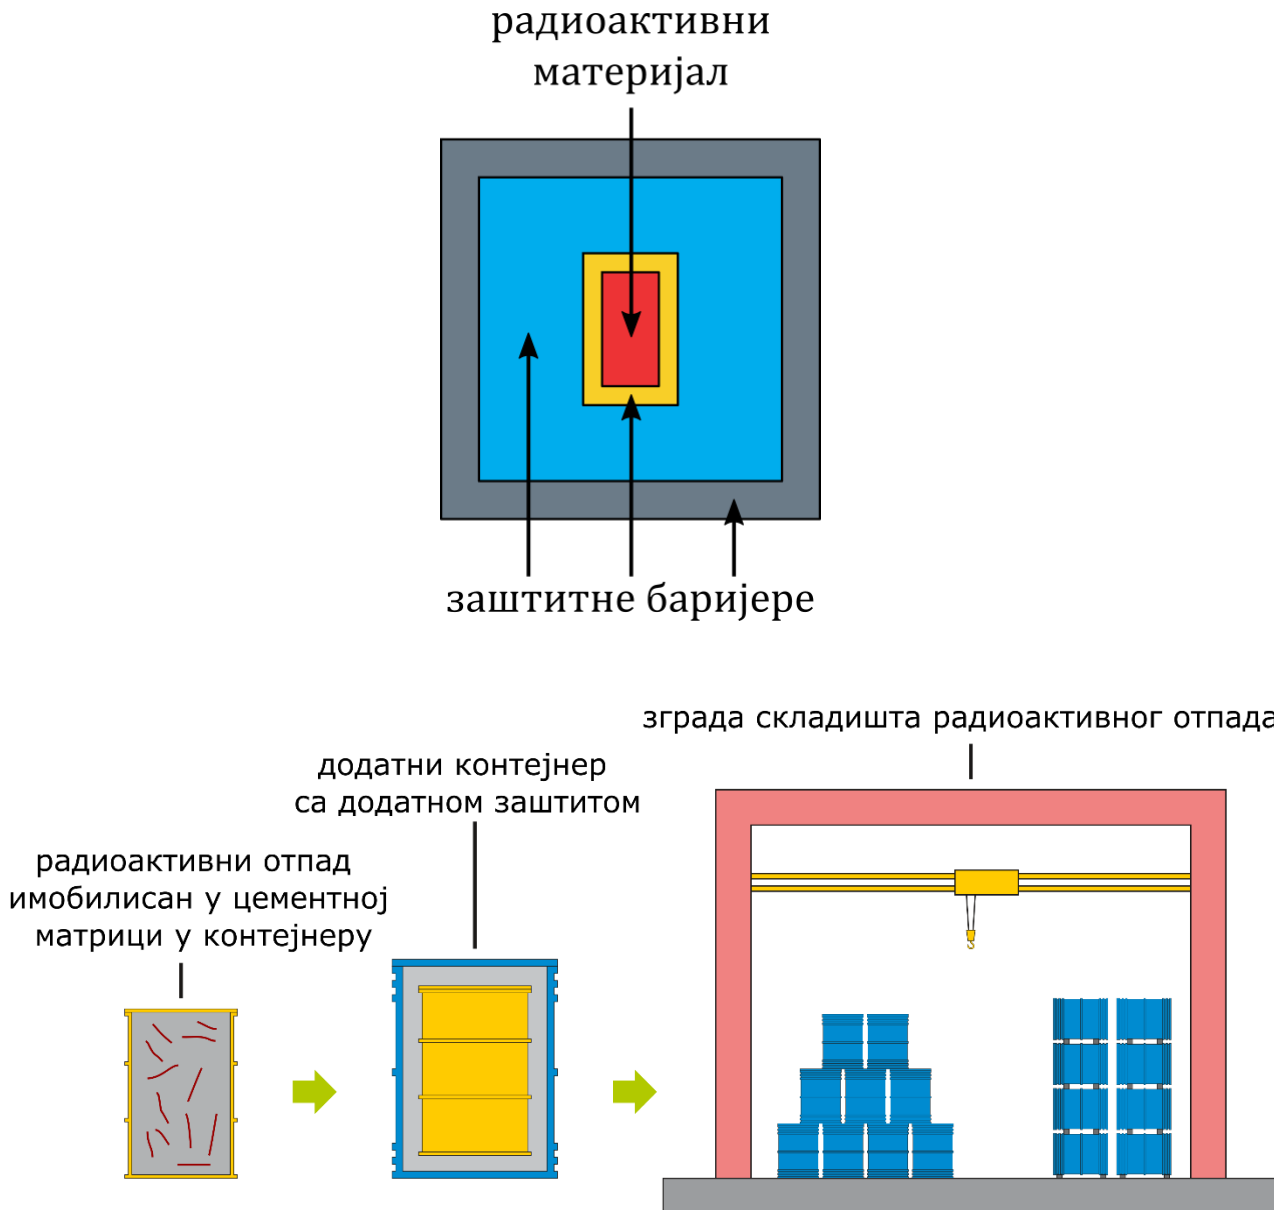 радиоактивни
материјал
заштитне баријере
зграда складишта радиоактивног отпада
додатни контејнер
са додатном заштитом
радиоактивни отпад
имобилисан у цементној
матрици у контејнеру